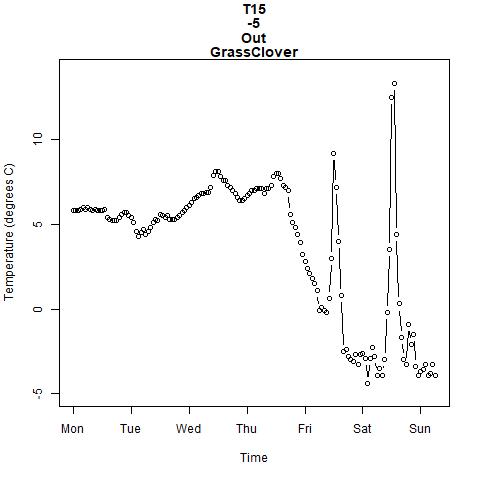 T15
-5
Out
GrassClover
Temperature (degrees C)
10
5
0
-5
Mon Tue Wed Thu Fri Sat Sun
Time